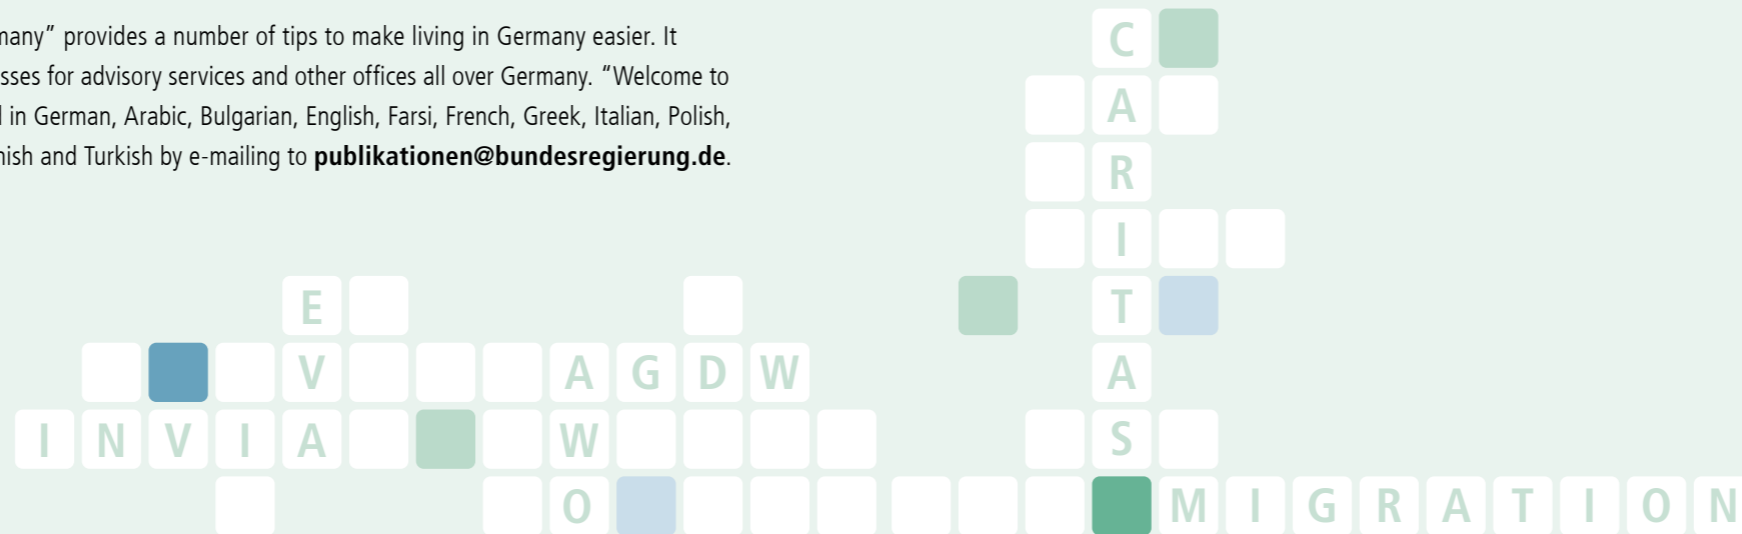 many” provides a number of tips to make living in Germany easier. It
sses for advisory services and other offices all over Germany. “Welcome to
in German, Arabic, Bulgarian, English, Farsi, French, Greek, Italian, Polish,
nish and Turkish by e-mailing to publikationen@bundesregierung.de.
C
A
R
I
E T
V A G D W A
I N V I A W S
O M I G R A T I O N